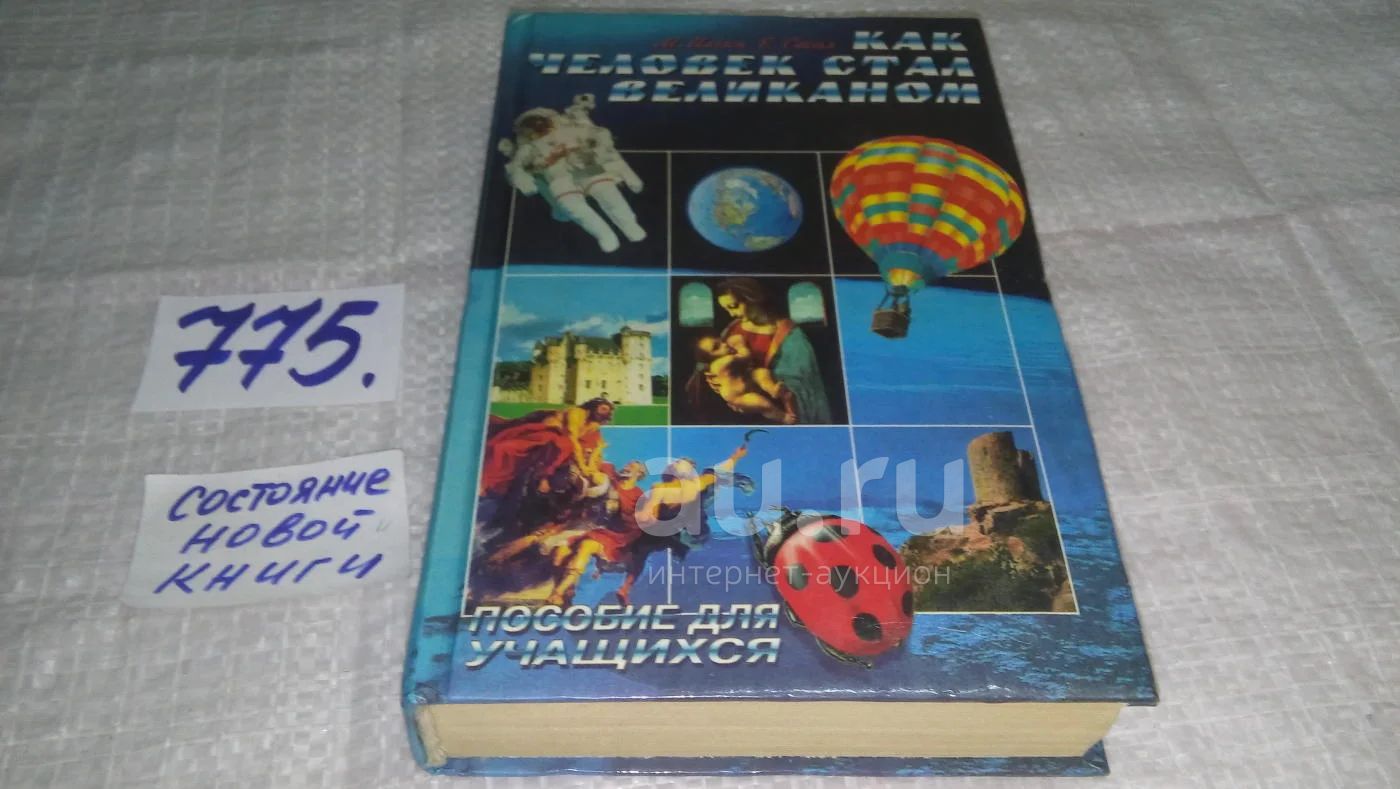 М. Ильин, Е. Сегал
КАК
ЧЕЛОВЕК СТАЛ
ВЕЛИКАНОМ
775.
СОСТОЯНИЕ
НОВОЙ
КНИГИ
au.ru
интернет-аукцион
ПОСОБИЕ ДЛЯ
УЧАЩИХСЯ